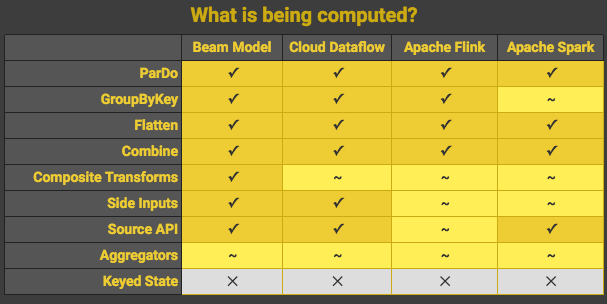 What is being computed?
Beam Model Cloud Dataflow Apache Flink Apache Spark
ParDo ✓ ✓ ✓ ✓
GroupByKey ✓ ✓ ✓ ~
Flatten ✓ ✓ ✓ ✓
Combine ✓ ✓ ✓ ✓
Composite Transforms ✓ ~ ~ ~
Side Inputs ✓ ✓ ~ ~
Source API ✓ ✓ ~ ✓
Aggregators ~ ~ ~ ~
Keyed State ✕ ✕ ✕ ✕